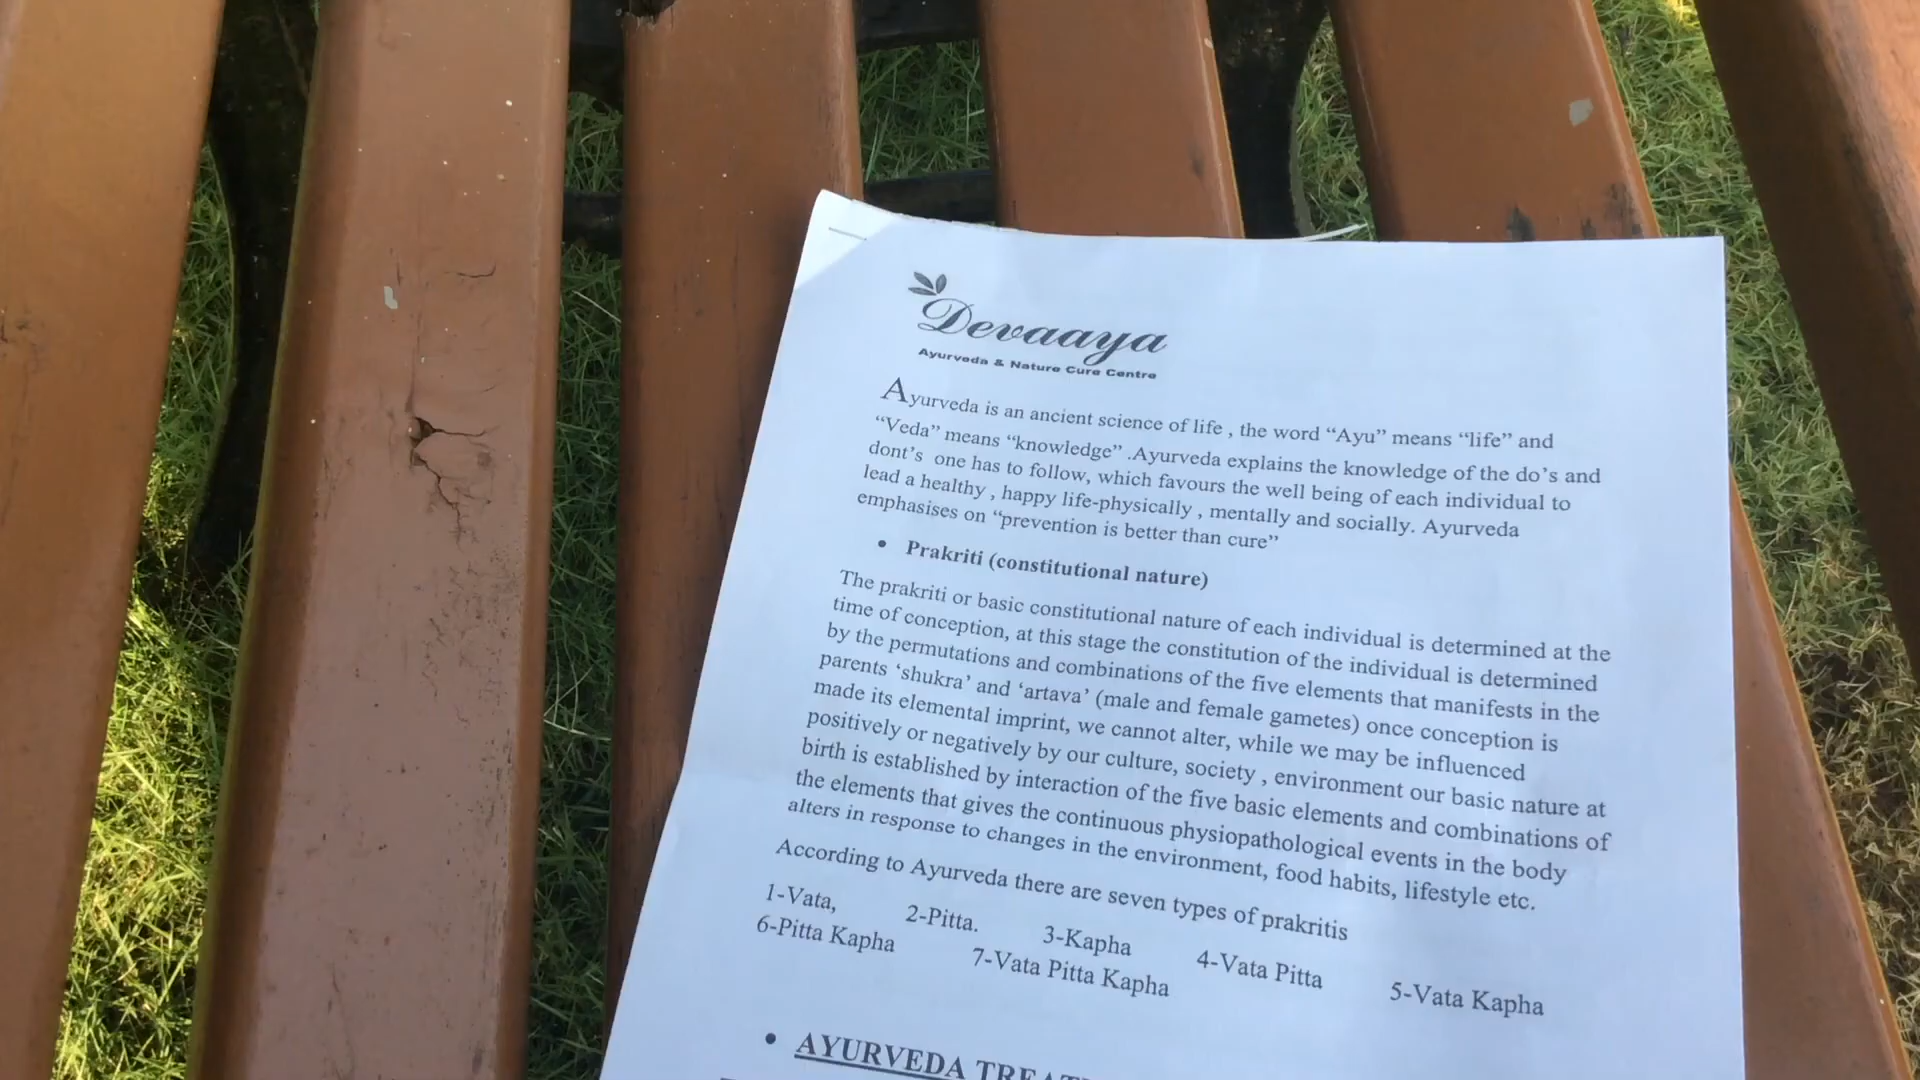 Devaaya
Ayurveda & Nature Cure Centre
Ayurveda is an ancient science of life , the word “Ayu” means “life” and
“Veda” means “knowledge” .Ayurveda explains the knowledge of the do’s and
dont’s one has to follow, which favours the well being of each individual to
lead a healthy , happy life-physically , mentally and socially. Ayurveda
emphasises on “prevention is better than cure”
• Prakriti (constitutional nature)
The prakriti or basic constitutional nature of each individual is determined at the
time of conception, at this stage the constitution of the individual is determined
by the permutations and combinations of the five elements that manifests in the
parents ‘shukra’ and ‘artava’ (male and female gametes) once conception is
made its elemental imprint, we cannot alter, while we may be influenced
positively or negatively by our culture, society , environment our basic nature at
birth is established by interaction of the five basic elements and combinations of
the elements that gives the continuous physiopathological events in the body
alters in response to changes in the environment, food habits, lifestyle etc.
According to Ayurveda there are seven types of prakritis
1-Vata, 2-Pitta. 3-Kapha 4-Vata Pitta 5-Vata Kapha
6-Pitta Kapha 7-Vata Pitta Kapha
• AYURVEDA